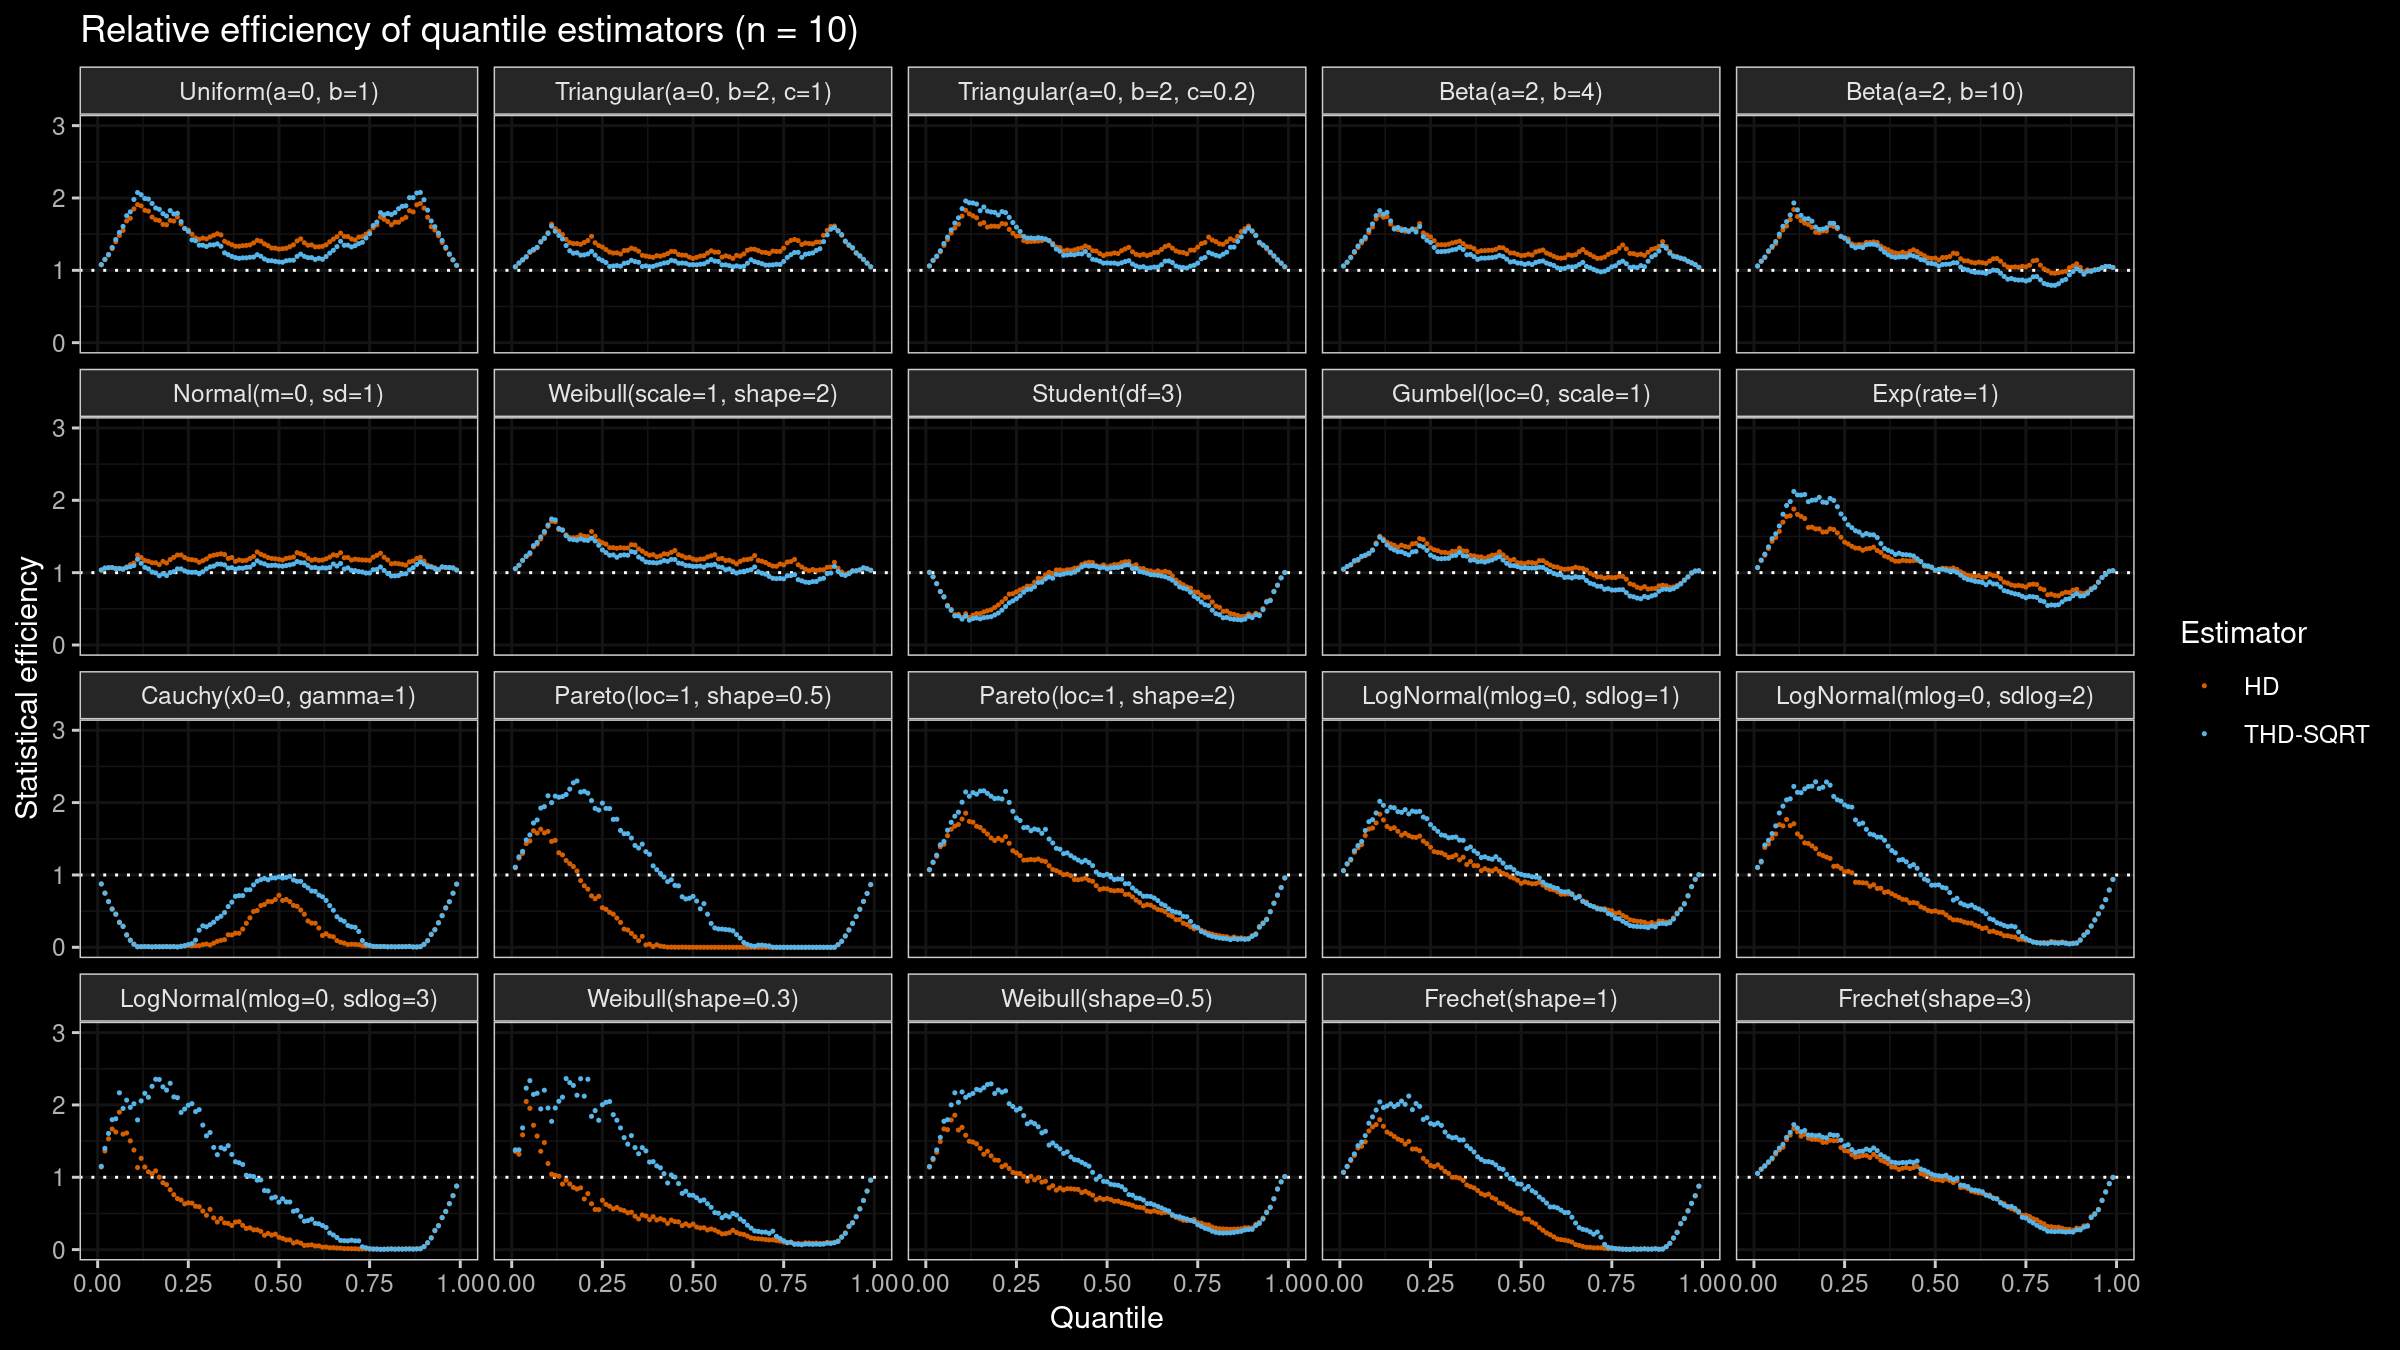 Relative efficiency of quantile estimators (n = 10)
Uniform(a=0, b=1)
Triangular(a=0, b=2, c=1)
Triangular(a=0, b=2, c=0.2)
Beta(a=2, b=4)
Beta(a=2, b=10)
3
2
1
0
Normal(m=0, sd=1)
Weibull(scale=1, shape=2)
Student(df=3)
Gumbel(loc=0, scale=1)
Exp(rate=1)
3
2
1
0
Cauchy(x0=0, gamma=1)
Pareto(loc=1, shape=0.5)
Pareto(loc=1, shape=2)
LogNormal(mlog=0, sdlog=1)
LogNormal(mlog=0, sdlog=2)
3
2
1
0
LogNormal(mlog=0, sdlog=3)
Weibull(shape=0.3)
Weibull(shape=0.5)
Frechet(shape=1)
Frechet(shape=3)
3
2
1
0
0.00 0.25 0.50 0.75 1.00
0.00 0.25 0.50 0.75 1.00
0.00 0.25 0.50 0.75 1.00
0.00 0.25 0.50 0.75 1.00
0.00 0.25 0.50 0.75 1.00
Quantile
Statistical efficiency
Estimator
HD
THD-SQRT